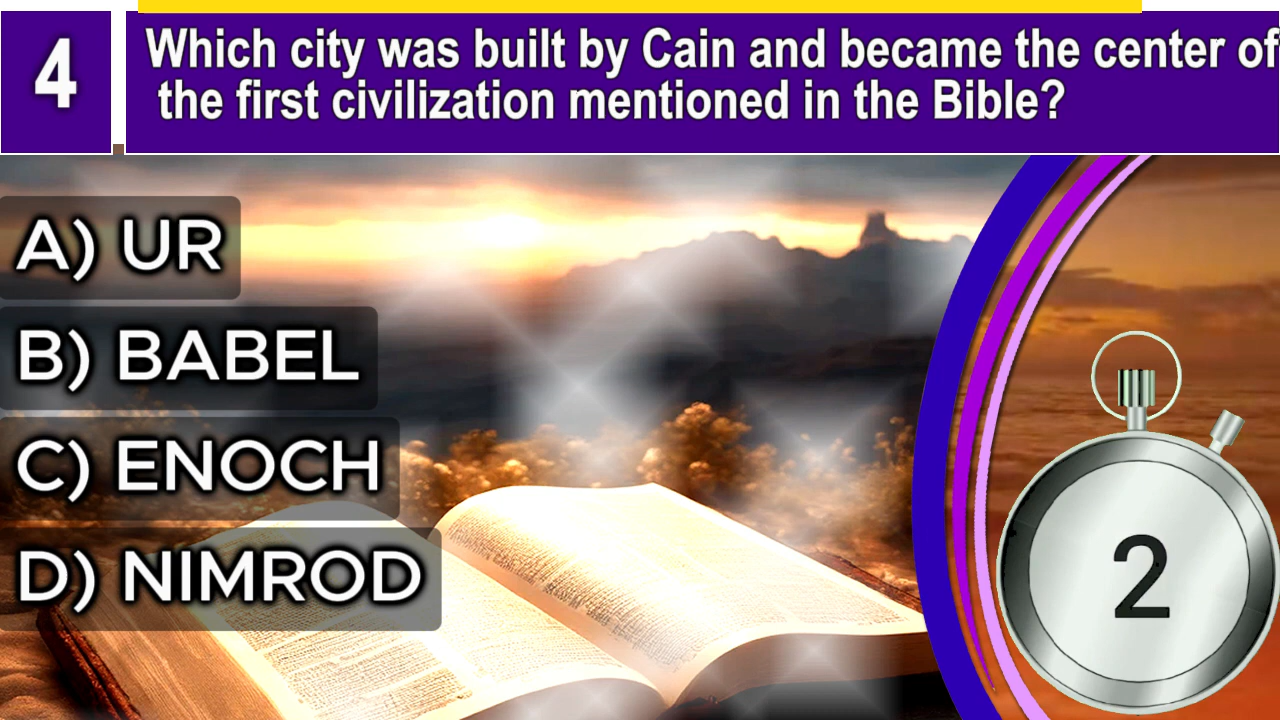 4
Which city was built by Cain and became the center of
the first civilization mentioned in the Bible?
A) UR
B) BABEL
C) ENOCH
D) NIMROD
2